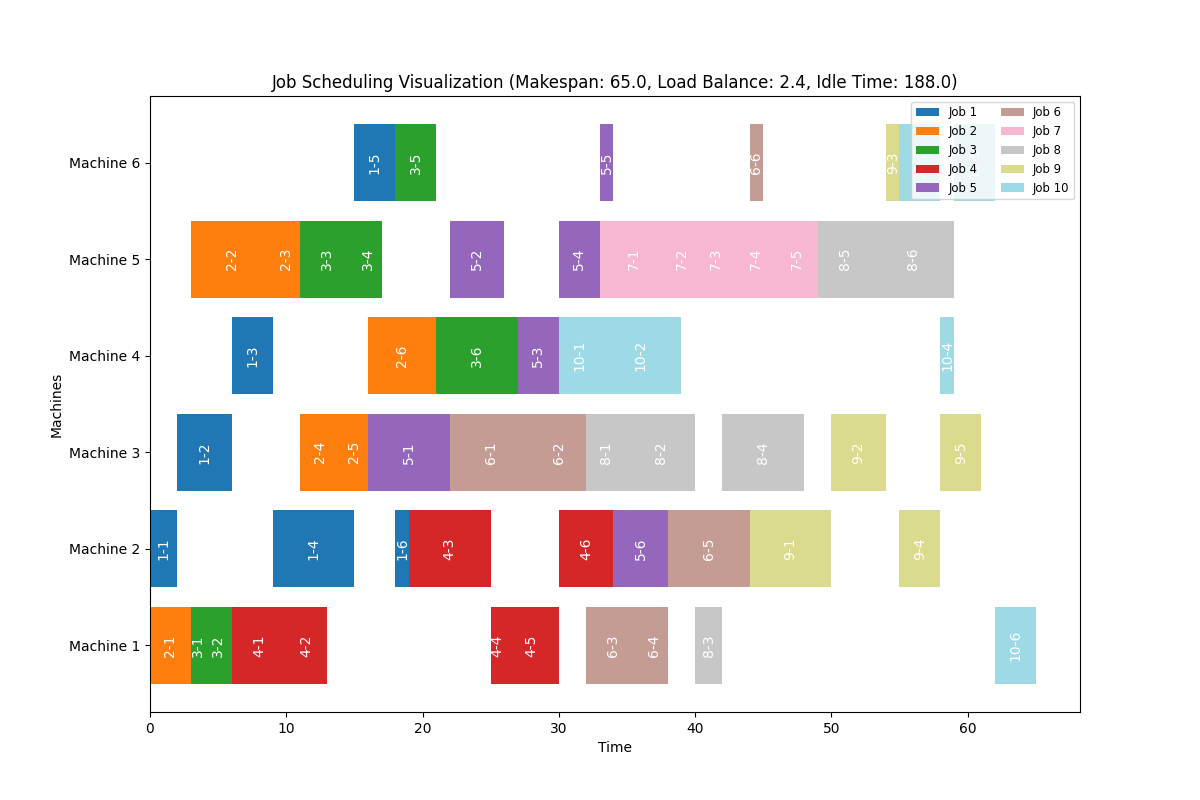 Job Scheduling Visualization (Makespan: 65.0, Load Balance: 2.4, Idle Time: 188.0)
Job 1
Job 2
Job 3
Job 4
Job 5
Job 6
Job 7
Job 8
Job 9
Job 10
Machines
Machine 6
1-5
3-5
5-5
6-6
9-3
Machine 5
2-2
2-3
3-3
3-4
5-2
5-4
7-1
7-2
7-3
7-4
7-5
8-5
8-6
Machine 4
1-3
2-6
3-6
5-3
10-1
10-2
10-4
Machine 3
1-2
2-4
2-5
5-1
6-1
6-2
8-1
8-2
8-4
9-2
9-5
Machine 2
1-1
1-4
1-6
4-3
4-6
5-6
6-5
9-1
9-4
Machine 1
2-1
3-1
3-2
4-1
4-2
4-4
4-5
6-3
6-4
8-3
10-6
0 10 20 30 40 50 60
Time